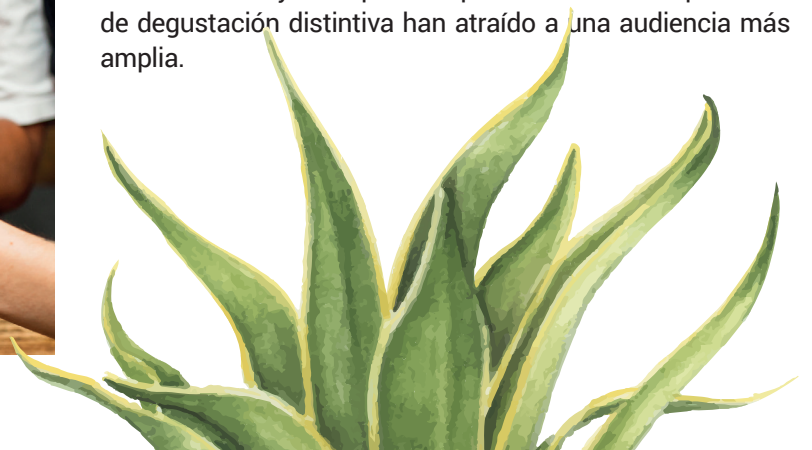 de degustación distintiva han atraído a una audiencia más
amplia.